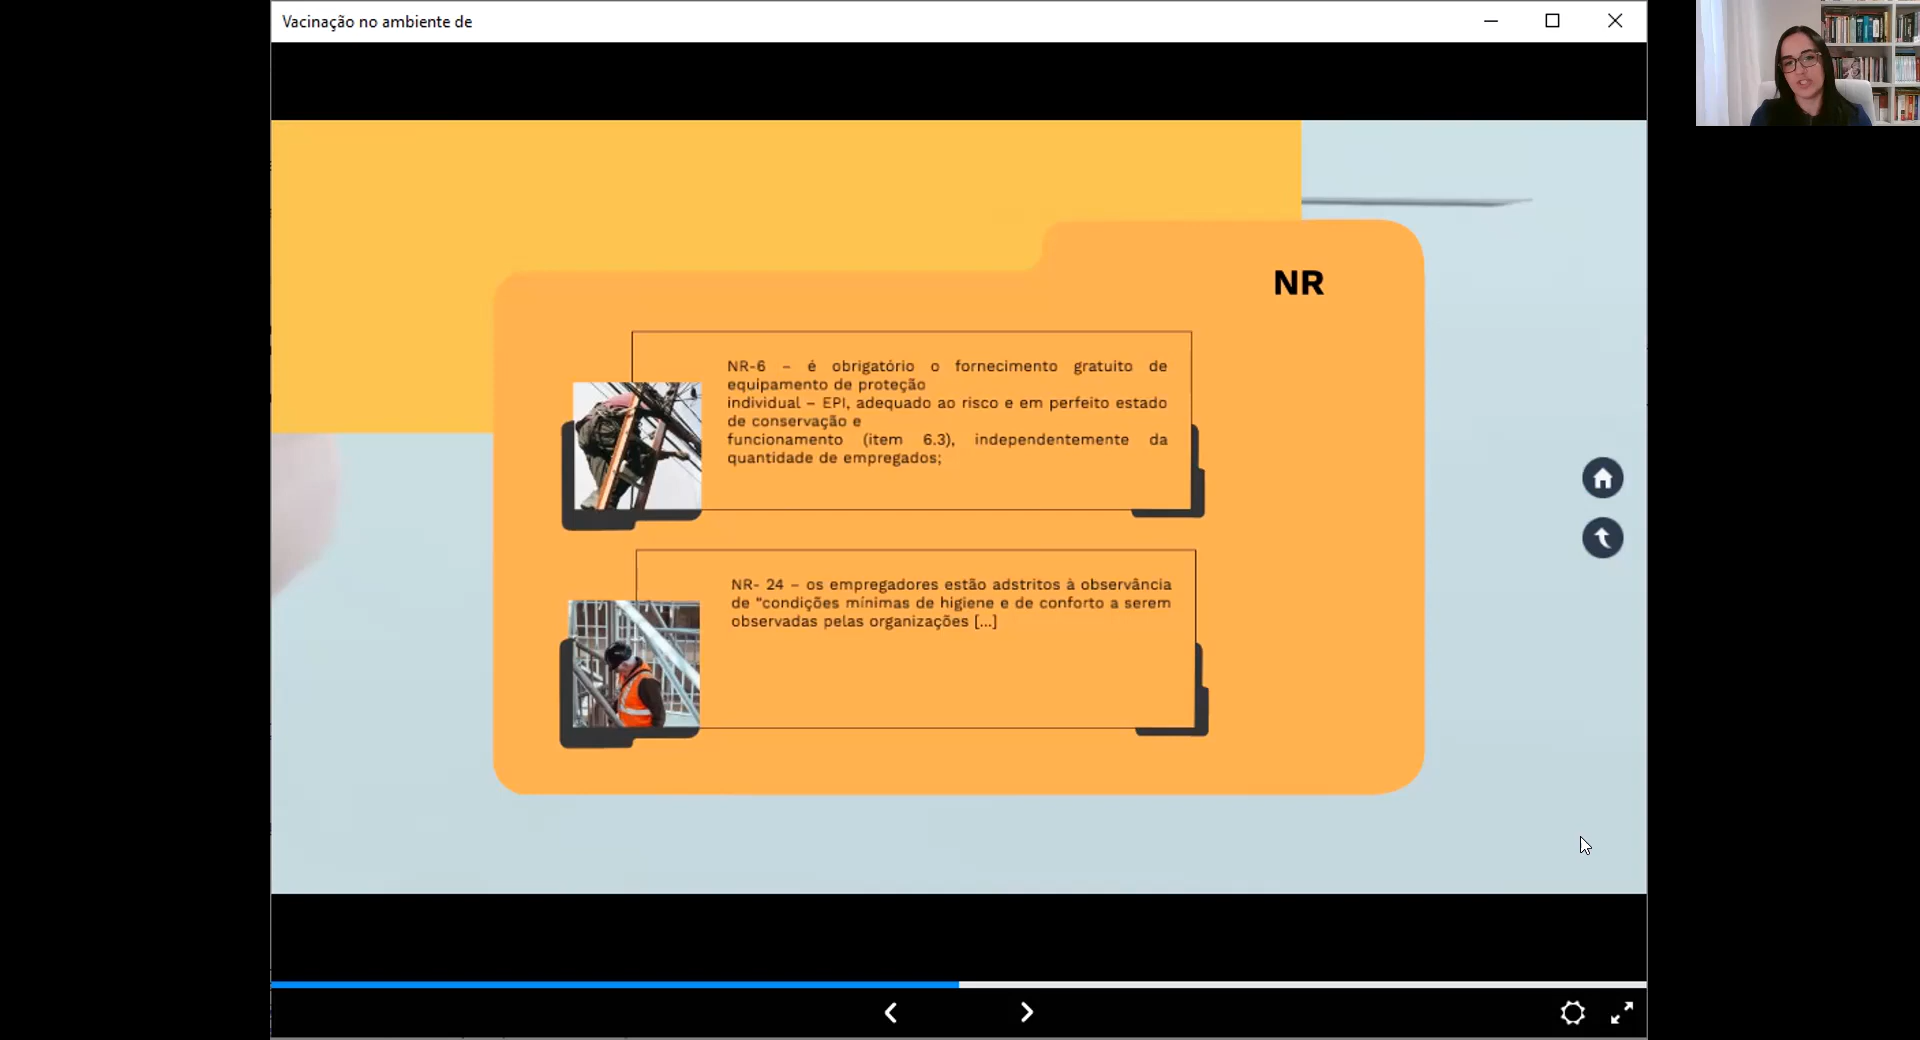 Vacinação no ambiente de
NR
NR-6 – é obrigatório o fornecimento gratuito de
equipamento de proteção
individual – EPI, adequado ao risco e em perfeito estado
de conservação e
funcionamento (item 6.3), independentemente da
quantidade de empregados;
NR- 24 – os empregadores estão adstritos à observância
de "condições mínimas de higiene e de conforto a serem
observadas pelas organizações [...]